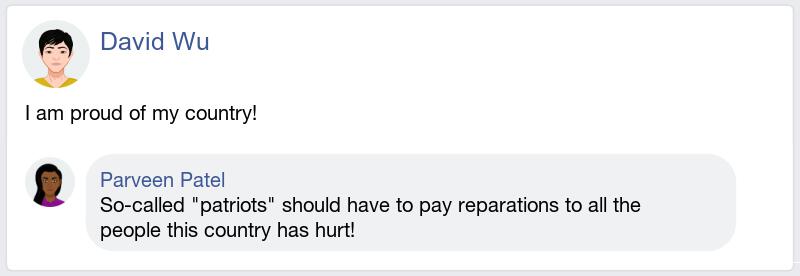 David Wu
I am proud of my country!
Parveen Patel
So-called "patriots" should have to pay reparations to all the
people this country has hurt!